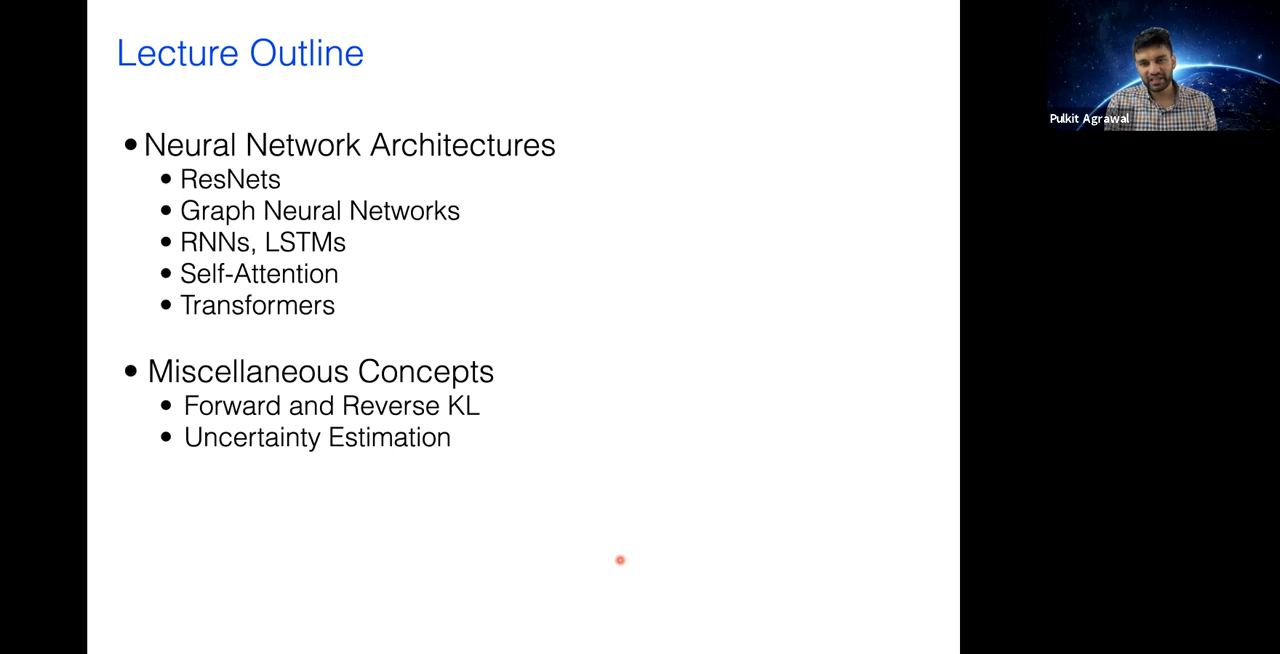 Lecture Outline
• Neural Network Architectures
• ResNets
• Graph Neural Networks
• RNNs, LSTMs
• Self-Attention
• Transformers
• Miscellaneous Concepts
• Forward and Reverse KL
• Uncertainty Estimation
Pulkit Agrawal